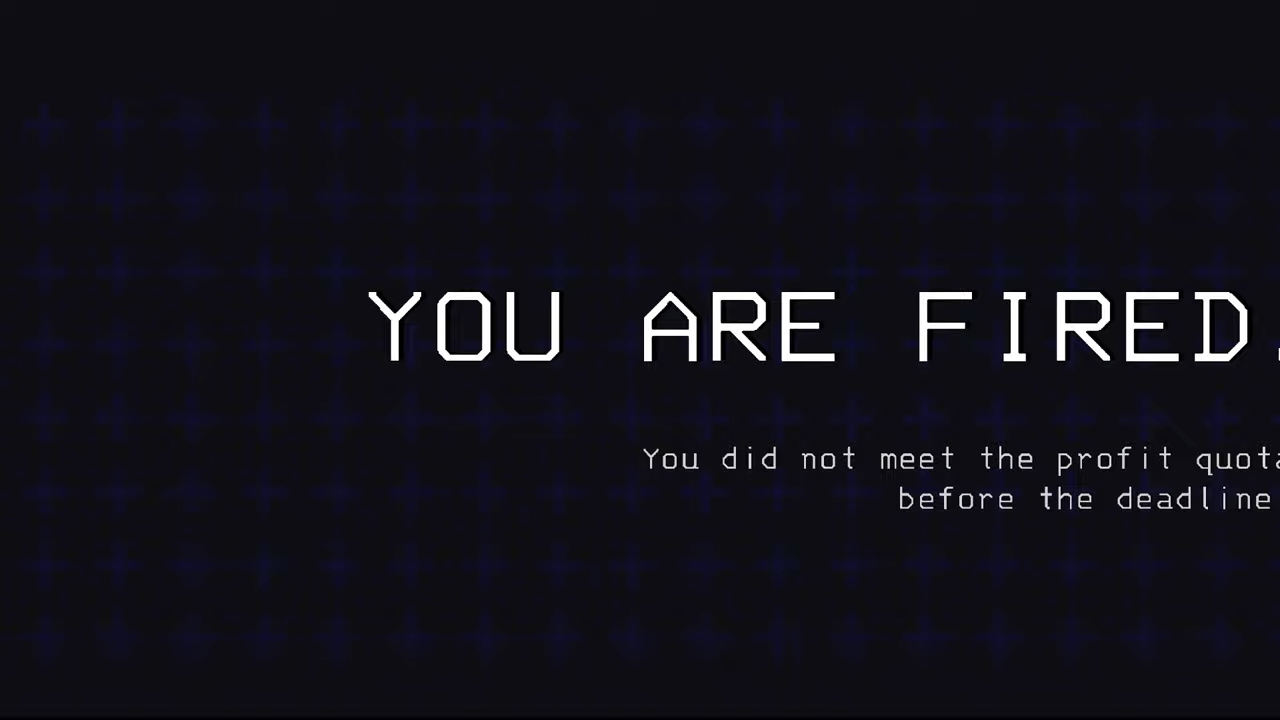 YOU ARE FIRED.
You did not meet the profit quota
before the deadline